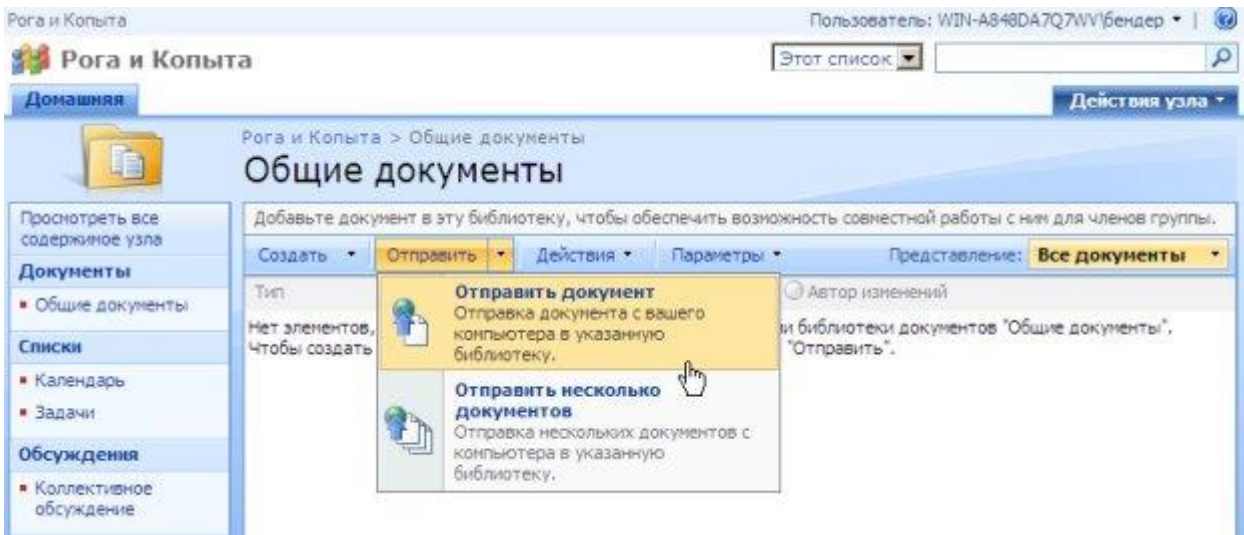 Рога и Копыта
Пользователь: WIN-A848DA7Q7WV\бендер
Рога и Копыта
Этот список
Домашняя
Действия узла
Рога и Копыта > Общие документы
Общие документы
Просмотреть все
содержимое узла
Документы
Общие документы
Списки
Календарь
Задачи
Обсуждения
Коллективное
обсуждение
Добавьте документ в эту библиотеку, чтобы обеспечить возможность совместной работы с ним для членов группы.
Создать Отправить Действия Параметры Представление: Все документы
Тип Автор изменений
Нет элементов, и библиотеки документов "Общие документы".
Чтобы создать "Отправить".
Отправить документ
Отправка документа с вашего
компьютера в указанную
библиотеку.
Отправить несколько
документов
Отправка нескольких документов с
компьютера в указанную
библиотеку.